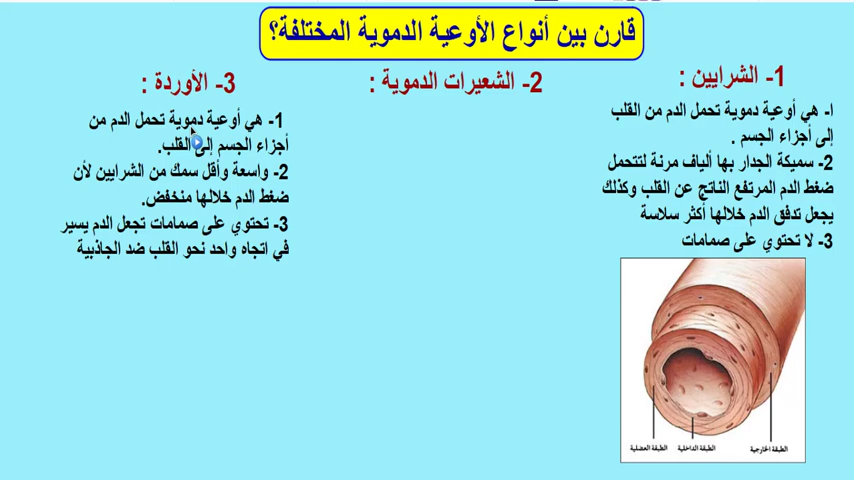 قارن بين أنواع الأوعية الدموية المختلفة؟
1- الشرايين :
ا- هي أوعية دموية تحمل الدم من القلب
إلى أجزاء الجسم .
2- سميكة الجدار بها ألياف مرنة لتتحمل
ضغط الدم المرتفع الناتج عن القلب وكذلك
يجعل تدفق الدم خلالها أكثر سلاسة
3- لا تحتوي على صمامات
الطبقة الخارجية
الطبقة الداخلية
الطبقة العضلية
2- الشعيرات الدموية :
3- الأوردة :
1- هي أوعية دموية تحمل الدم من
أجزاء الجسم إلى القلب.
2- واسعة وأقل سمك من الشرايين لأن
ضغط الدم خلالها منخفض.
3- تحتوي على صمامات تجعل الدم يسير
في اتجاه واحد نحو القلب ضد الجاذبية